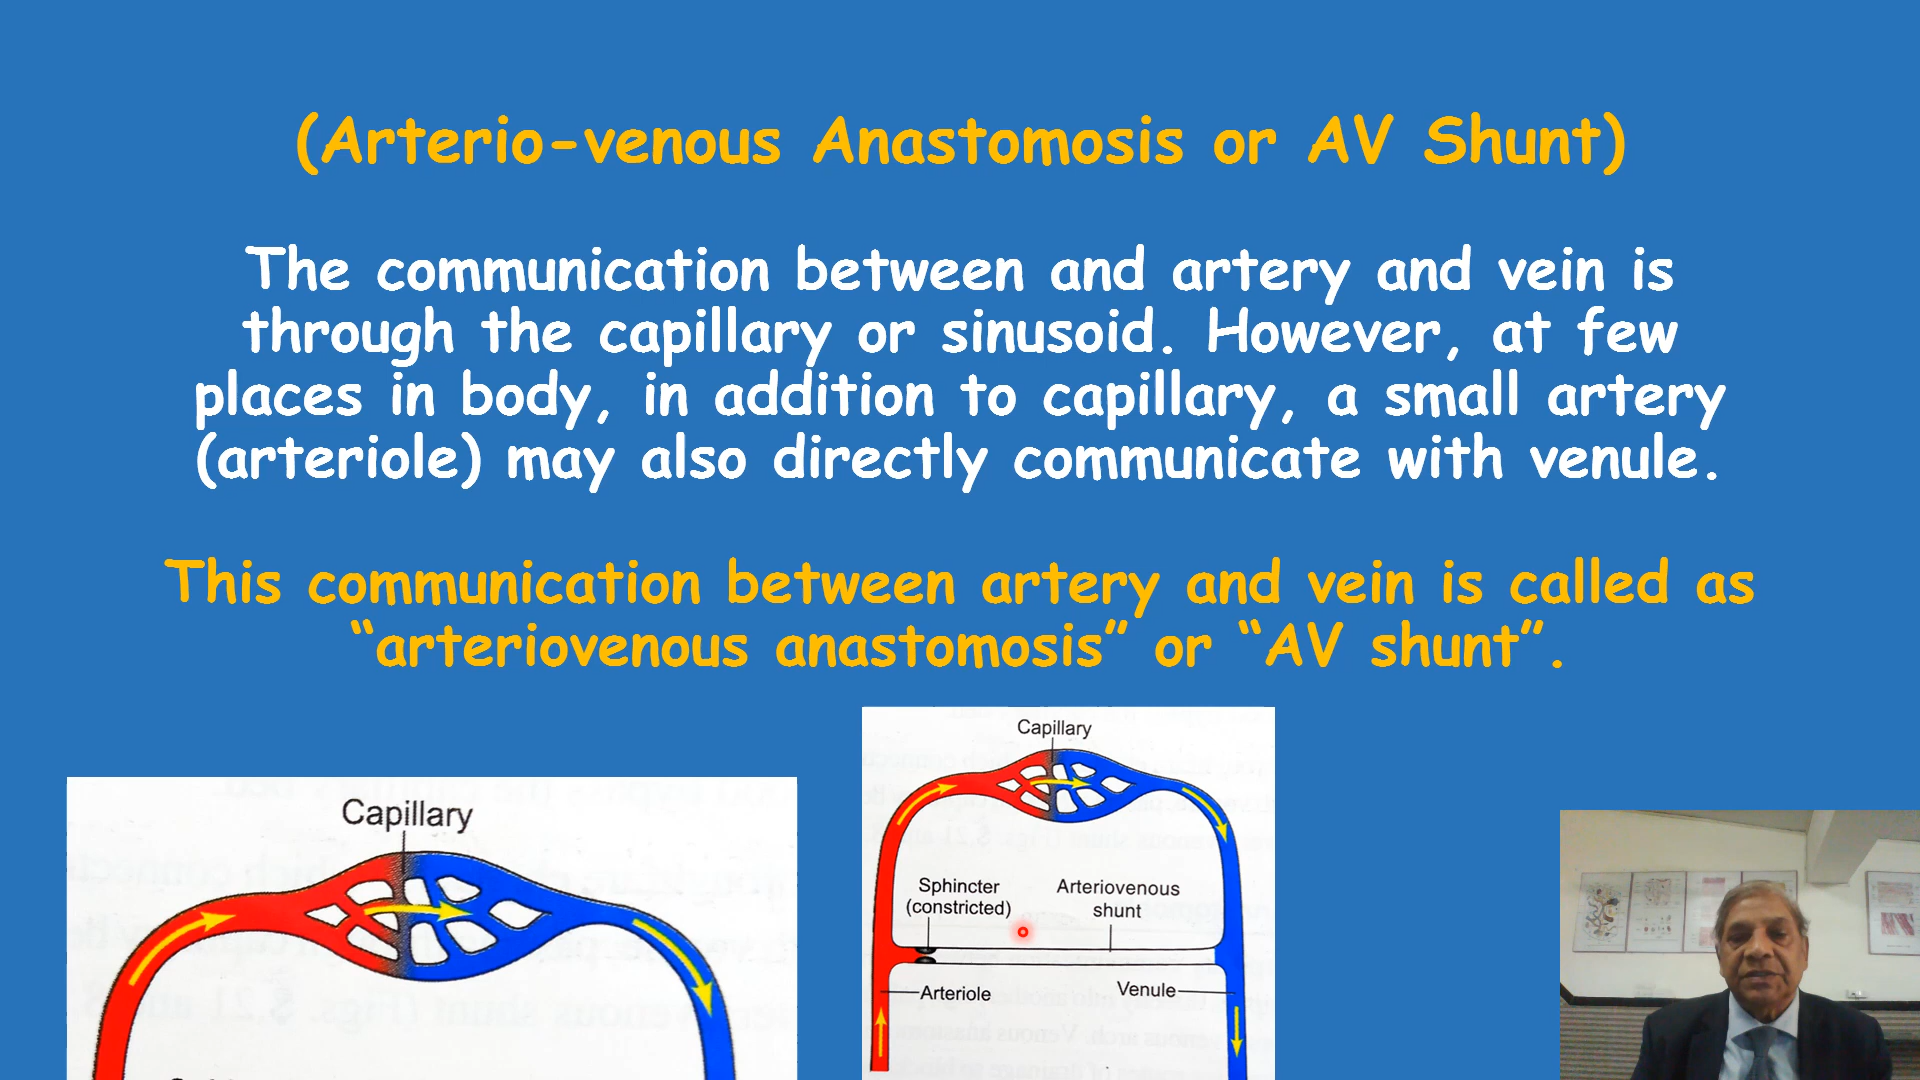 (Arterio-venous Anastomosis or AV Shunt)
The communication between and artery and vein is
through the capillary or sinusoid. However, at few
places in body, in addition to capillary, a small artery
(arteriole) may also directly communicate with venule.
This communication between artery and vein is called as
“arteriovenous anastomosis” or “AV shunt”.
Capillary
Capillary
Sphincter
(constricted)
Arteriovenous
shunt
Arteriole
Venule